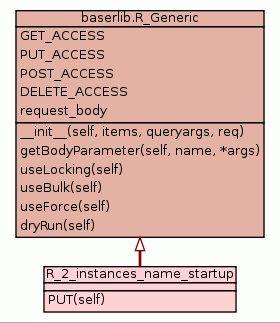 baserlib.R_Generic
GET_ACCESS
PUT_ACCESS
POST_ACCESS
DELETE_ACCESS
request_body
__init__(self, items, queryargs, req)
getBodyParameter(self, name, *args)
useLocking(self)
useBulk(self)
useForce(self)
dryRun(self)
R_2_instances_name_startup
PUT(self)